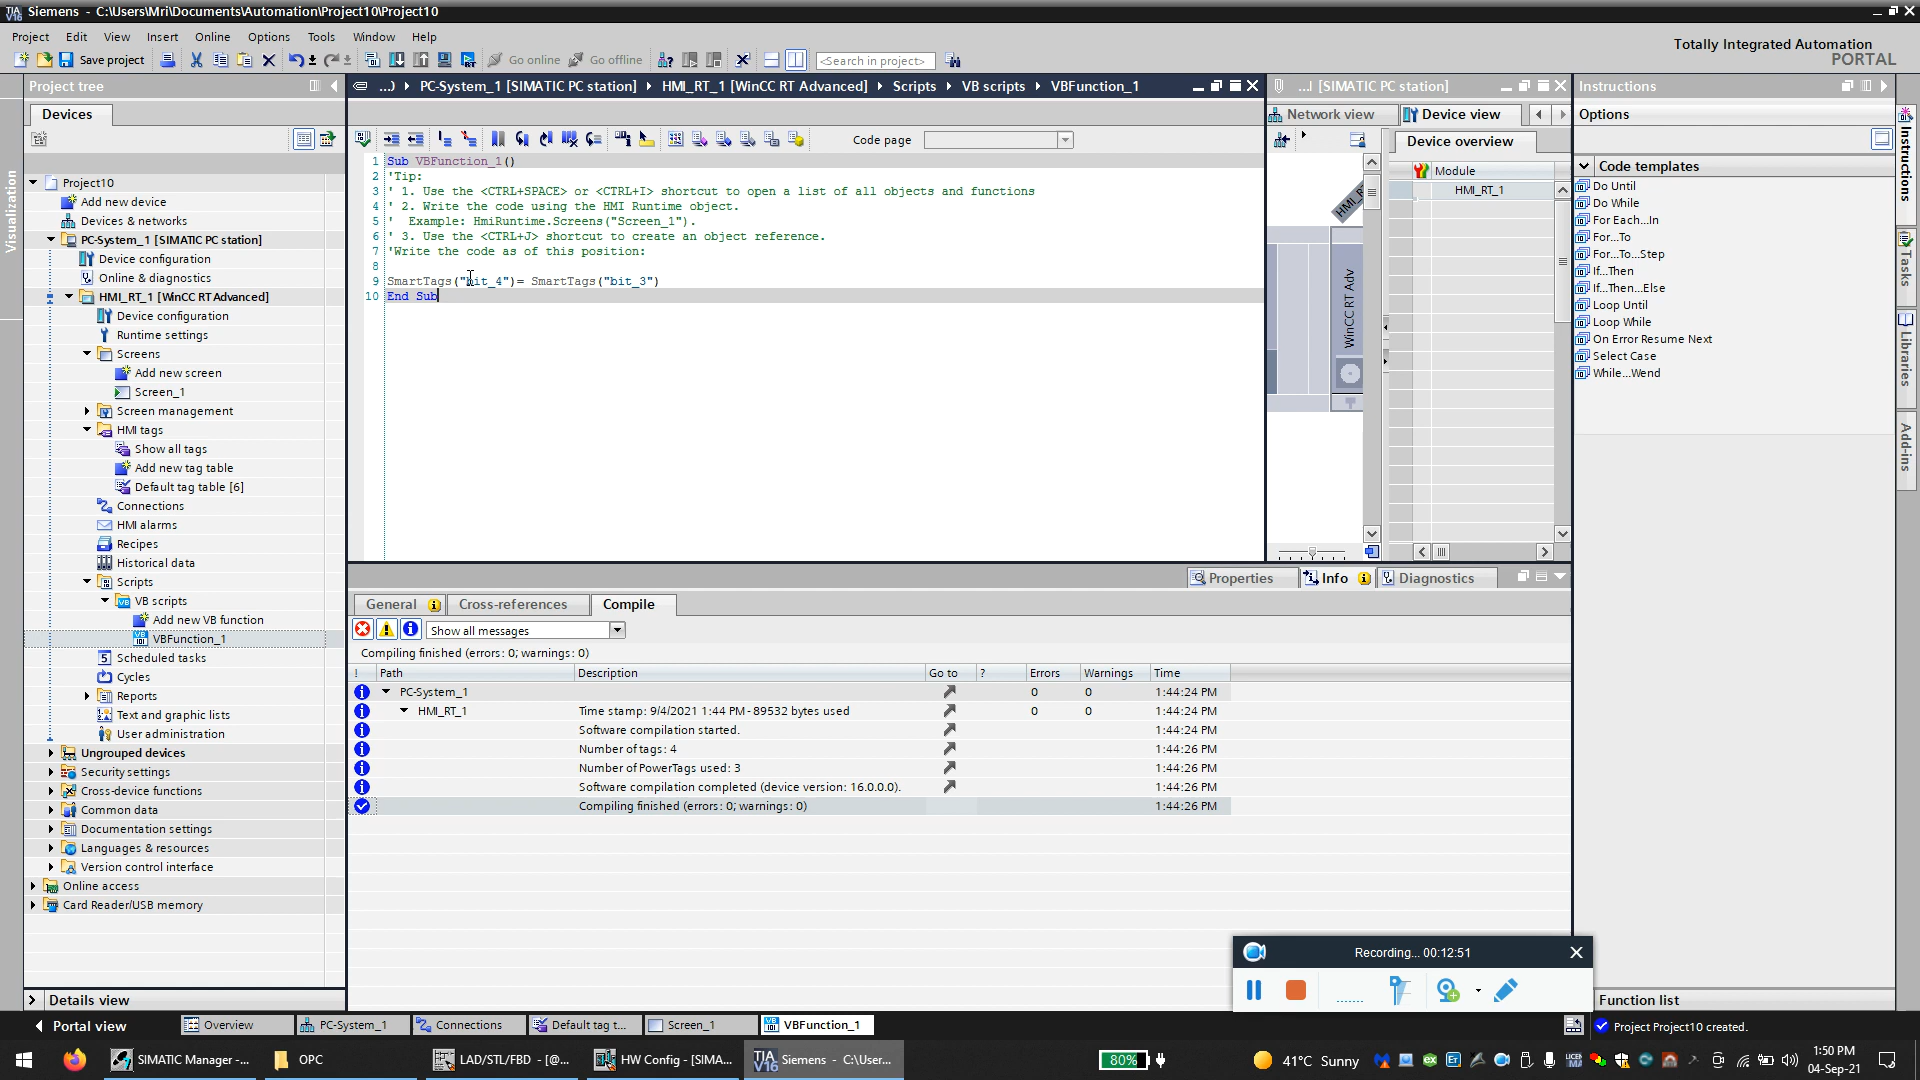 Siemens - C:\Users\Mri\Documents\Automation\Project10\Project10
Project Edit View Insert Online Options Tools Window Help
Totally Integrated Automation
PORTAL
Save project
Go online
Go offline
<Search in project>
Project tree
...) PC-System_1 [SIMATIC PC station] HMI_RT_1 [WinCC RT Advanced] Scripts VB scripts VBFunction_1
...I [SIMATIC PC station]
Instructions
Devices
Network view
Device view
Options
Code page
Device overview
Visualization
Project10
Add new device
Devices & networks
PC-System_1 [SIMATIC PC station]
Device configuration
Online & diagnostics
HMI_RT_1 [WinCC RT Advanced]
Device configuration
Runtime settings
Screens
Add new screen
Screen_1
Screen management
HMI tags
Show all tags
Add new tag table
Default tag table [6]
Connections
HMI alarms
Recipes
Historical data
Scripts
VB scripts
Add new VB function
VBFunction_1
Scheduled tasks
Cycles
Reports
Text and graphic lists
User administration
Ungrouped devices
Security settings
Cross-device functions
Common data
Documentation settings
Languages & resources
Version control interface
Online access
Card Reader/USB memory
Details view
1 Sub VBFunction_1()
2 'Tip:
3 ' 1. Use the <CTRL+SPACE> or <CTRL+I> shortcut to open a list of all objects and functions
4 ' 2. Write the code using the HMI Runtime object.
5 '  Example: HmiRuntime.Screens("Screen_1").
6 ' 3. Use the <CTRL+J> shortcut to create an object reference.
7 'Write the code as of this position:
8
9 SmartTags("bit_4")= SmartTags("bit_3")
10 End Sub
Module
HMI_RT_1
WinCC RT Adv
Code templates
Do Until
Do While
For Each...In
For...To
For...To...Step
If...Then
If...Then...Else
Loop Until
Loop While
On Error Resume Next
Select Case
While...Wend
Instructions
Tasks
Libraries
Add-ins
Properties
Info
Diagnostics
General
Cross-references
Compile
Show all messages
Compiling finished (errors: 0; warnings: 0)
! Path Description Go to ? Errors Warnings Time
PC-System_1 0 0 1:44:24 PM
HMI_RT_1 Time stamp: 9/4/2021 1:44 PM - 89532 bytes used 0 0 1:44:24 PM
Software compilation started. 1:44:24 PM
Number of tags: 4 1:44:26 PM
Number of PowerTags used: 3 1:44:26 PM
Software compilation completed (device version: 16.0.0.0). 1:44:26 PM
Compiling finished (errors: 0; warnings: 0) 1:44:26 PM
Recording... 00:12:51
Function list
Portal view
Overview
PC-System_1
Connections
Default tag t...
Screen_1
VBFunction_1
Project Project10 created.
SIMATIC Manager -...
OPC
LAD/STL/FBD - [@...
HW Config - [SIMA...
Siemens - C:\User...
80%
41°C Sunny
1:50 PM
04-Sep-21